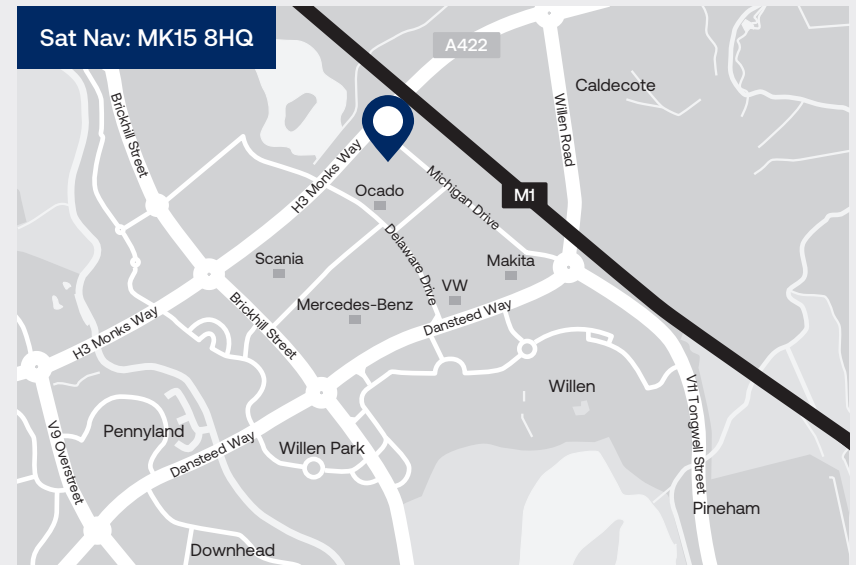 Sat Nav: MK15 8HQ
A422
Caldecote
Brickhill Street
Willen Road
H3 Monks Way
Michigan Drive
M1
Ocado
Delaware Drive
Scania
Makita
VW
Mercedes-Benz
Brickhill Street
Dansteed Way
H3 Monks Way
Willen
V11 Tongwell Street
Pennyland
V9 Overstreet
Dansteed Way
Willen Park
Pineham
Downhead